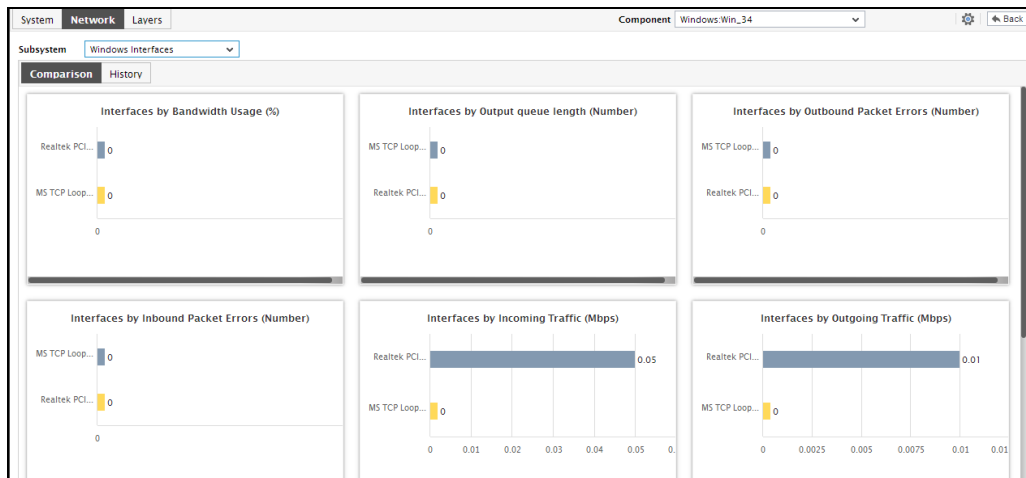 System Network Layers Component Windows:Win_34 Back
Subsystem Windows Interfaces
Comparison History
Interfaces by Bandwidth Usage (%)
Realtek PCI... 0
MS TCP Loop... 0
0
Interfaces by Output queue length (Number)
MS TCP Loop... 0
Realtek PCI... 0
0
Interfaces by Outbound Packet Errors (Number)
MS TCP Loop... 0
Realtek PCI... 0
0
Interfaces by Inbound Packet Errors (Number)
MS TCP Loop... 0
Realtek PCI... 0
0
Interfaces by Incoming Traffic (Mbps)
Realtek PCI... 0.05
MS TCP Loop... 0
0 0.01 0.02 0.03 0.04 0.05 0.
Interfaces by Outgoing Traffic (Mbps)
Realtek PCI... 0.01
MS TCP Loop... 0
0 0.0025 0.005 0.0075 0.01 0.01